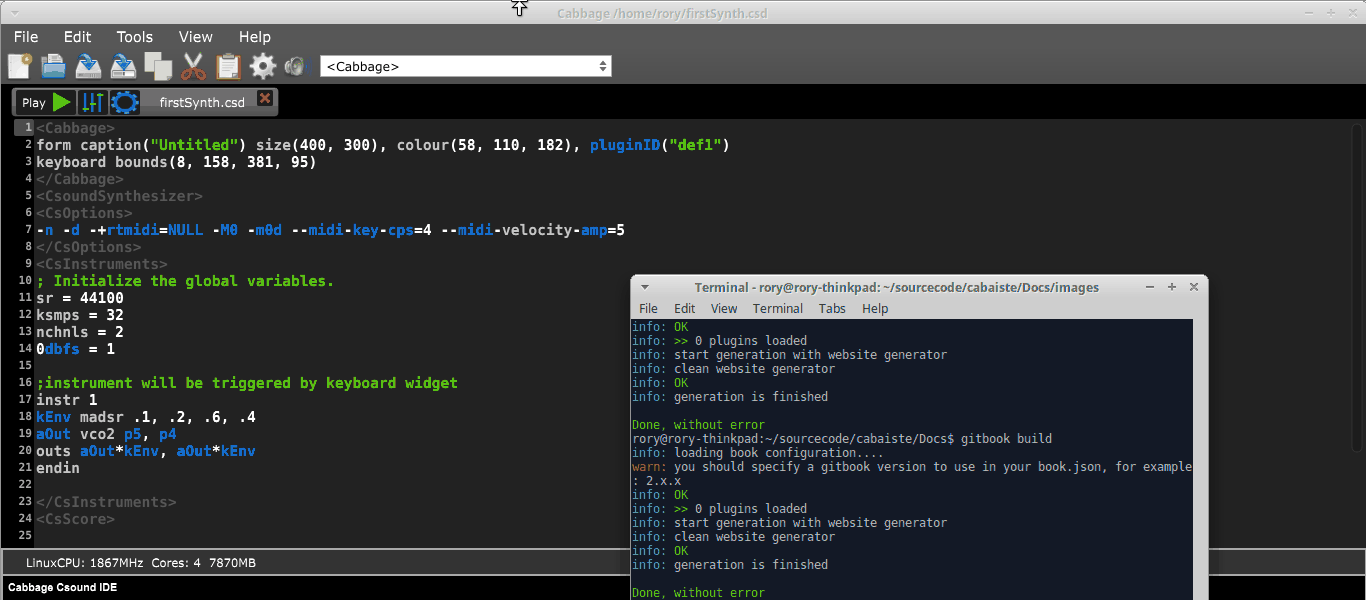 Cabbage /home/rory/firstSynth.csd
File Edit Tools View Help
<Cabbage>
Play firstSynth.csd
1 <Cabbage>
2 form caption("Untitled") size(400, 300), colour(58, 110, 182), pluginID("def1")
3 keyboard bounds(8, 158, 381, 95)
4 </Cabbage>
5 <CsoundSynthesizer>
6 <CsOptions>
7 -n -d -+rtmidi=NULL -M0 -m0d --midi-key-cps=4 --midi-velocity-amp=5
8 </CsOptions>
9 <CsInstruments>
10 ; Initialize the global variables.
11 sr = 44100
12 ksmps = 32
13 nchnls = 2
14 0dbfs = 1
15
16 ;instrument will be triggered by keyboard widget
17 instr 1
18 kEnv madsr .1, .2, .6, .4
19 aOut vco2 p5, p4
20 outs aOut*kEnv, aOut*kEnv
21 endin
22
23 </CsInstruments>
24 <CsScore>
25
Terminal - rory@rory-thinkpad: ~/sourcecode/cabaiste/Docs/images
File Edit View Terminal Tabs Help
info: OK
info: >> 0 plugins loaded
info: start generation with website generator
info: clean website generator
info: OK
info: generation is finished
Done, without error
rory@rory-thinkpad:~/sourcecode/cabaiste/Docs$ gitbook build
info: loading book configuration....
warn: you should specify a gitbook version to use in your book.json, for example
: 2.x.x
info: OK
info: >> 0 plugins loaded
info: start generation with website generator
info: clean website generator
info: OK
info: generation is finished
Done, without error
LinuxCPU: 1867MHz Cores: 4 7870MB
Cabbage Csound IDE